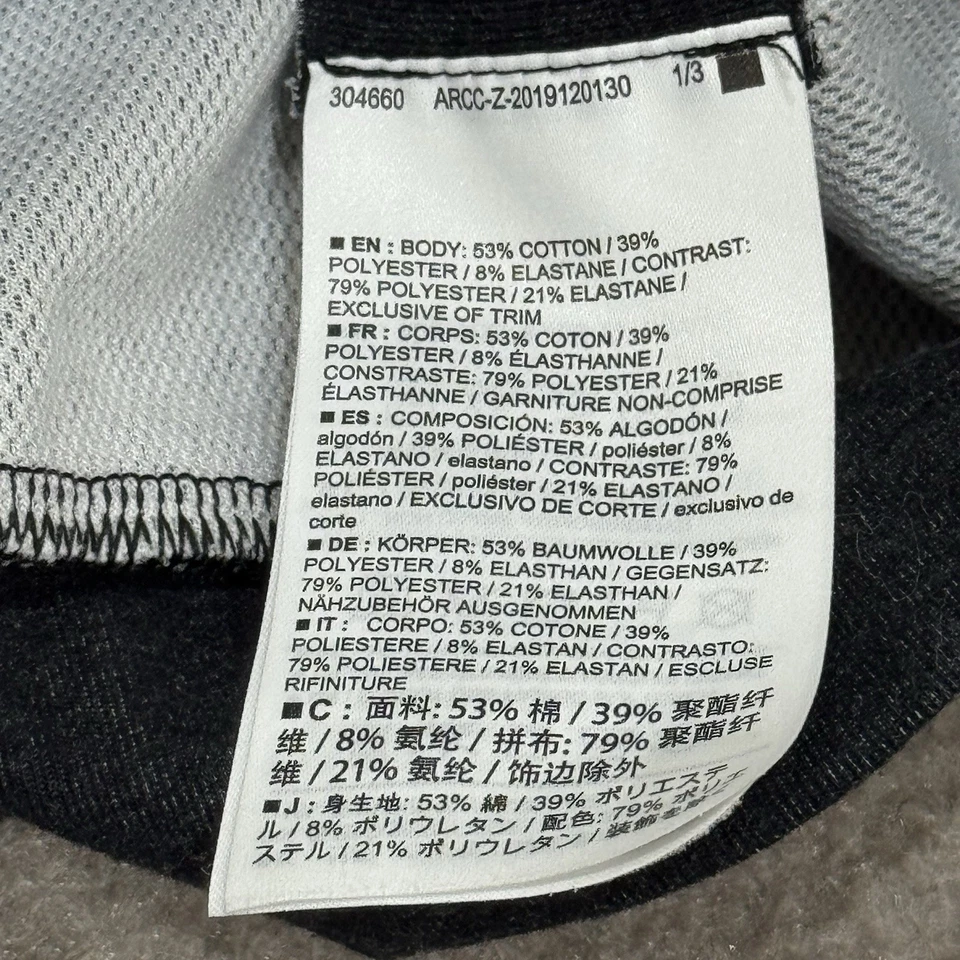 304660 ARCC-Z-2019120130 1/3
■ EN : BODY: 53% COTTON / 39%
POLYESTER / 8% ELASTANE / CONTRAST:
79% POLYESTER / 21% ELASTANE /
EXCLUSIVE OF TRIM
■ FR : CORPS: 53% COTON / 39%
POLYESTER / 8% ÉLASTHANNE /
CONSTRASTE: 79% POLYESTER / 21%
ÉLASTHANNE / GARNITURE NON-COMPRISE
■ ES : COMPOSICIÓN: 53% ALGODÓN /
algodón / 39% POLIÉSTER / poliéster / 8%
ELASTANO / elastano / CONTRASTE: 79%
POLIÉSTER / poliéster / 21% ELASTANO /
elastano / EXCLUSIVO DE CORTE / exclusivo de
corte
■ DE : KÖRPER: 53% BAUMWOLLE / 39%
POLYESTER / 8% ELASTHAN / GEGENSATZ:
79% POLYESTER / 21% ELASTHAN /
NÄHZUBEHÖR AUSGENOMMEN
■ IT : CORPO: 53% COTONE / 39%
POLIESTERE / 8% ELASTAN / CONTRASTO:
79% POLIESTERE / 21% ELASTAN / ESCLUSE
RIFINITURE
■ C : 面料: 53% 棉 / 39% 聚酯纤
维 / 8% 氨纶 / 拼布: 79% 聚酯纤
维 / 21% 氨纶 / 饰边除外
■ J : 身生地: 53% 綿 / 39% ポリエステ
ル / 8% ポリウレタン / 配色: 79% ポリエ
ステル / 21% ポリウレタン / 装飾を